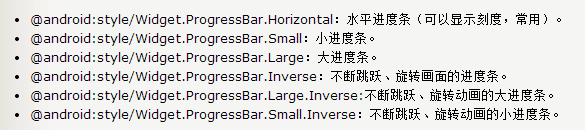 • @android:style/Widget.ProgressBar.Horizontal：水平进度条（可以显示刻度，常用）。
• @android:style/Widget.ProgressBar.Small：小进度条。
• @android:style/Widget.ProgressBar.Large：大进度条。
• @android:style/Widget.ProgressBar.Inverse：不断跳跃、旋转画面的进度条。
• @android:style/Widget.ProgressBar.Large.Inverse:不断跳跃、旋转动画的大进度条。
• @android:style/Widget.ProgressBar.Small.Inverse：不断跳跃、旋转动画的小进度条。